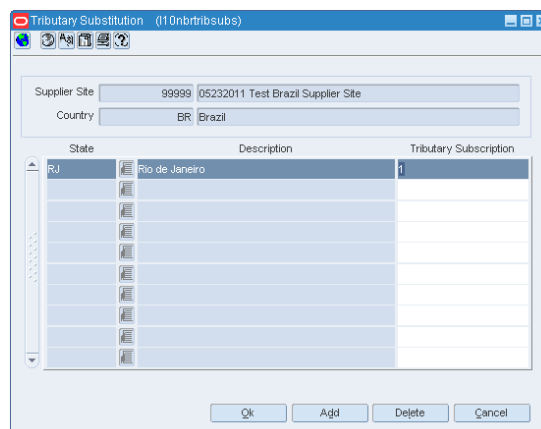 Tributary Substitution (l10nbrtribsubs)
Supplier Site 99999 05232011 Test Brazil Supplier Site
Country BR Brazil
State Description Tributary Subscription
RJ Rio de Janeiro 1
Ok Add Delete Cancel